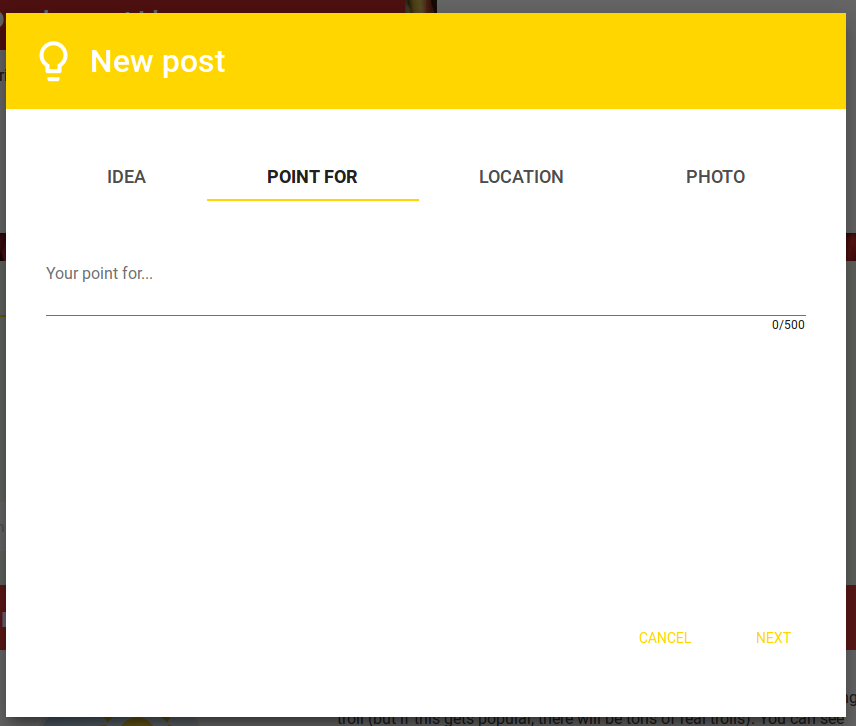 New post
IDEA
POINT FOR
LOCATION
PHOTO
Your point for...
0/500
CANCEL
NEXT
troll (but if this gets popular, there will be tons of real trolls). You can see